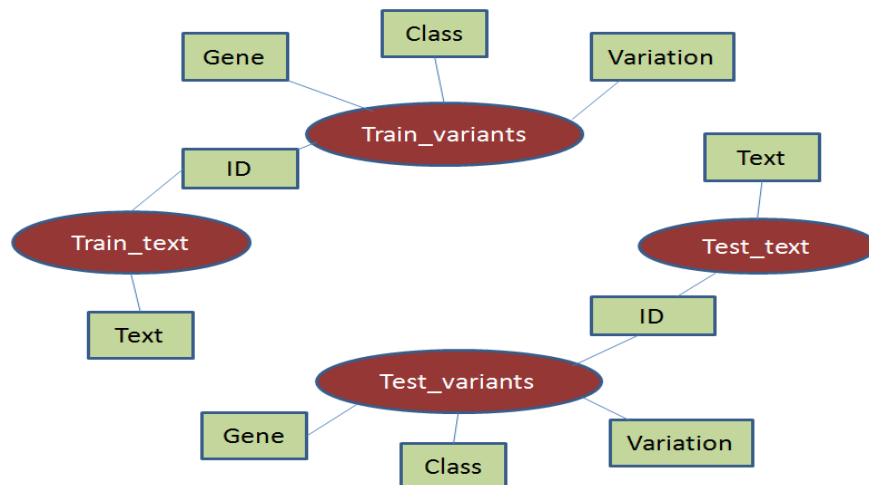 Class
Gene
Variation
Train_variants
Text
ID
Train_text
Test_text
ID
Text
Test_variants
Gene
Variation
Class